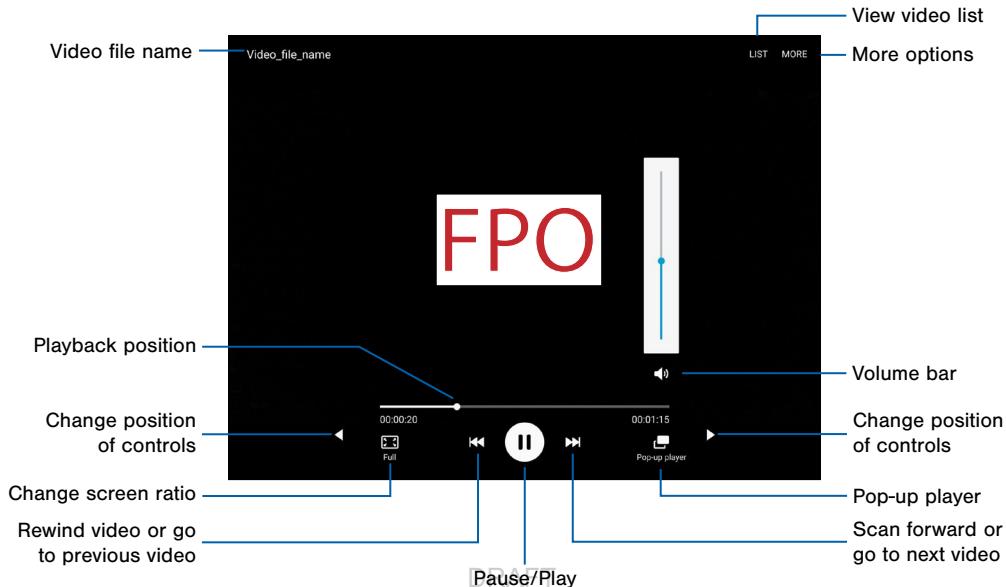 View video list
Video file name
Video_file_name
LIST MORE
More options
FPO
Playback position
Volume bar
00:00:20
00:01:15
Change position
of controls
Change position
of controls
Full
Pop-up player
Change screen ratio
Pop-up player
Rewind video or go
to previous video
Scan forward or
go to next video
DRAFT
Pause/Play